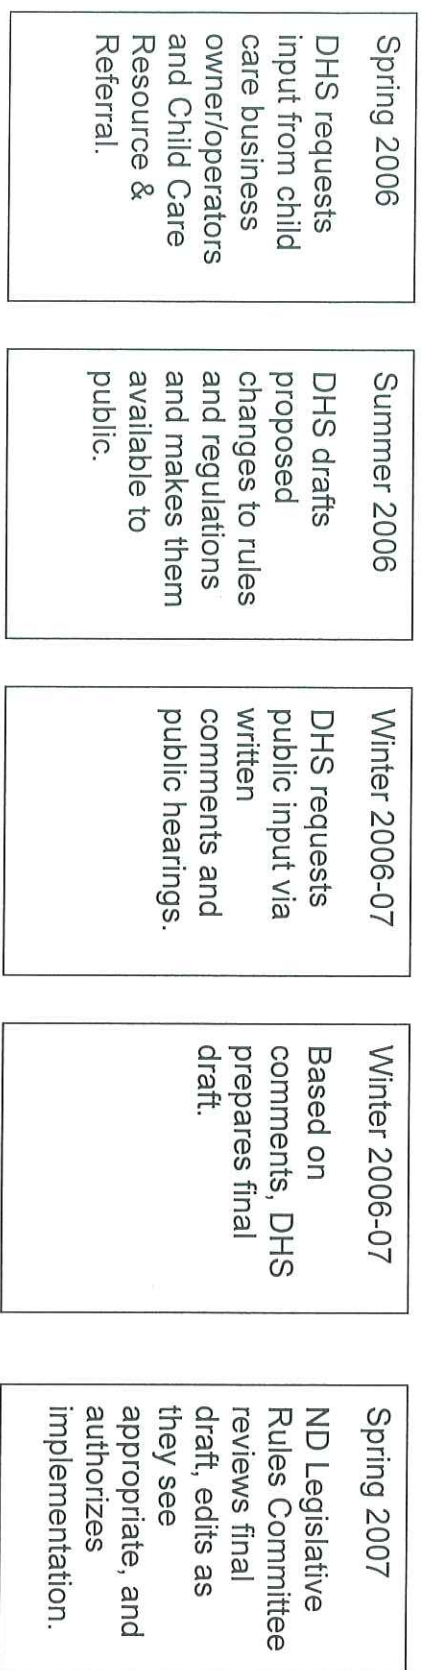 Spring 2006
DHS requests
input from child
care business
owner/operators
and Child Care
Resource &
Referral.
Summer 2006
DHS drafts
proposed
changes to rules
and regulations
and makes them
available to
public.
Winter 2006-07
DHS requests
public input via
written
comments and
public hearings.
Winter 2006-07
Based on
comments, DHS
prepares final
draft.
Spring 2007
ND Legislative
Rules Committee
reviews final
draft, edits as
they see
appropriate, and
authorizes
implementation.